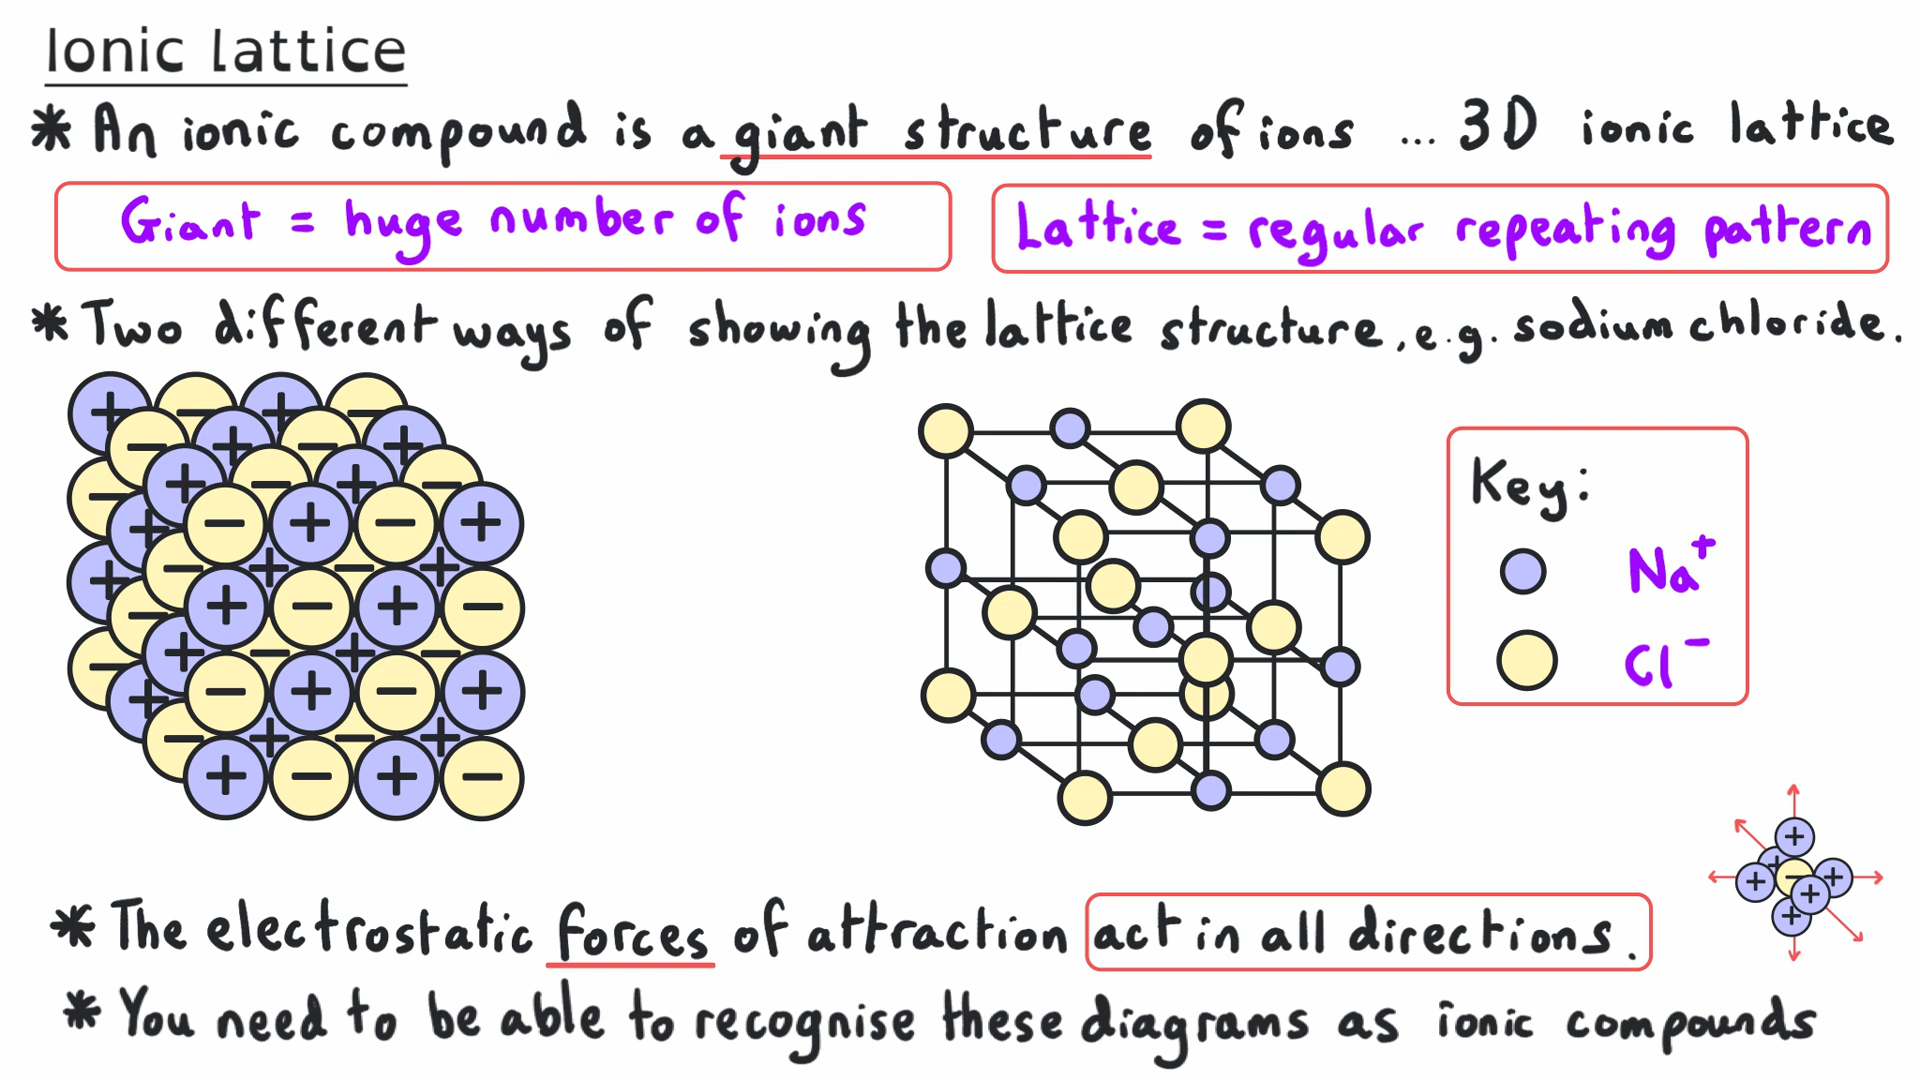 Ionic Lattice
* An ionic compound is a giant structure of ions ... 3D ionic lattice
Giant = huge number of ions
Lattice = regular repeating pattern
* Two different ways of showing the lattice structure, e.g. sodium chloride.
+ − + −
− + − +
+ − + −
− + − +
− +
+ − + −
− + − +
+ − + −
− + − +
+ − + −
− + − +
+ − + −
Key:
Na⁺
Cl⁻
+
+
+ − +
+
+
* The electrostatic forces of attraction act in all directions.
* You need to be able to recognise these diagrams as ionic compounds